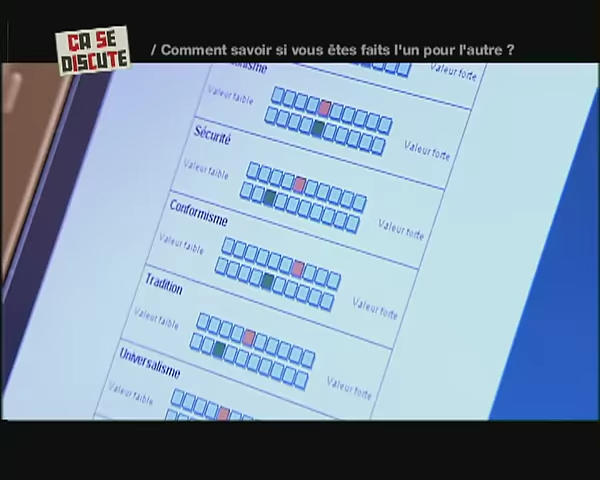 ÇA SE
DISCUTE
/ Comment savoir si vous êtes faits l'un pour l'autre ?
Valeur forte
Valeur faible
Valeur forte
Sécurité
Valeur faible
Valeur forte
Conformisme
Valeur faible
Valeur forte
Tradition
Valeur faible
Valeur forte
Universalisme
Valeur faible